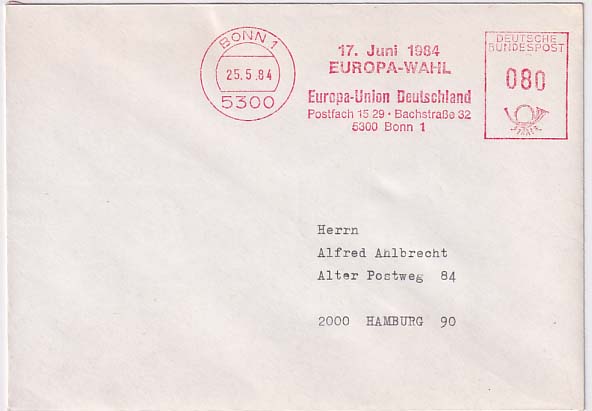 BONN 1
25.5.84
5300
17. Juni 1984
EUROPA-WAHL
Europa-Union Deutschland
Postfach 15 29 · Bachstraße 32
5300 Bonn 1
DEUTSCHE
BUNDESPOST
080
Herrn
Alfred Ahlbrecht
Alter Postweg 84
2000 HAMBURG 90